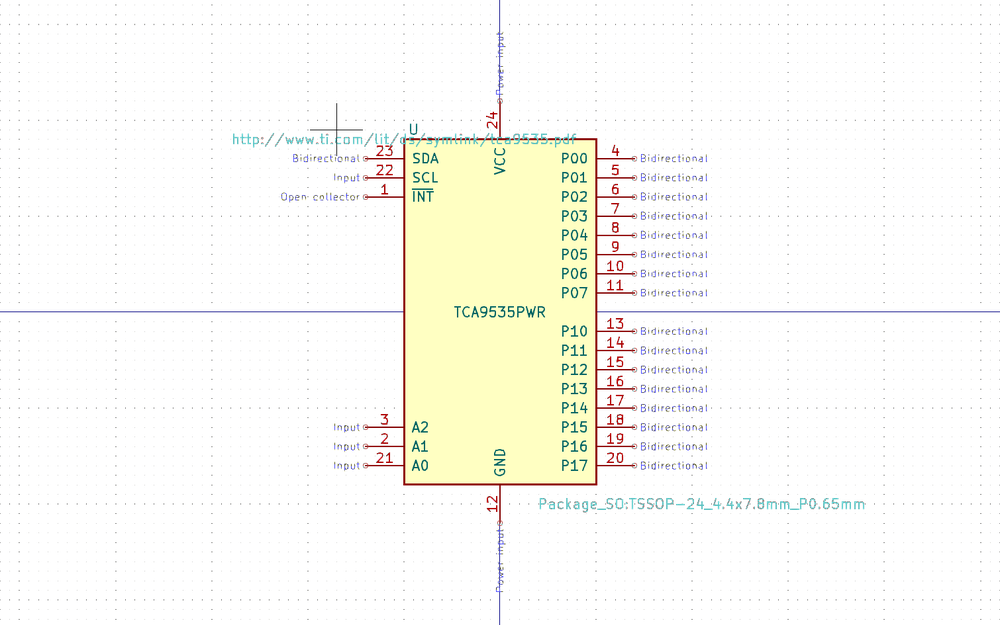 Power input
24
U
http://www.ti.com/lit/ds/symlink/tca9535.pdf
VCC
Bidirectional 23 SDA P00 4 Bidirectional
Input 22 SCL P01 5 Bidirectional
Open collector 1 INT P02 6 Bidirectional
P03 7 Bidirectional
P04 8 Bidirectional
P05 9 Bidirectional
P06 10 Bidirectional
P07 11 Bidirectional
TCA9535PWR
P10 13 Bidirectional
P11 14 Bidirectional
P12 15 Bidirectional
P13 16 Bidirectional
P14 17 Bidirectional
Input 3 A2 P15 18 Bidirectional
Input 2 A1 P16 19 Bidirectional
Input 21 A0 P17 20 Bidirectional
GND
12
Package_SO:TSSOP-24_4.4x7.8mm_P0.65mm
Power input